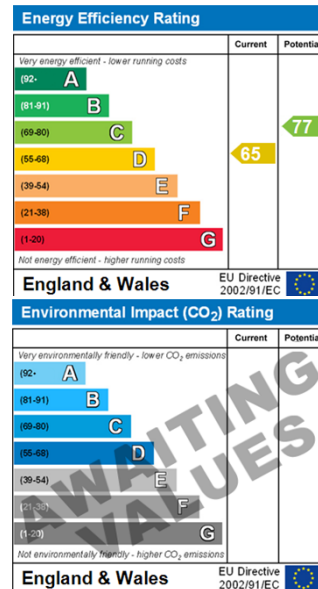 Energy Efficiency Rating
Current Potential
Very energy efficient - lower running costs
(92- A
(81-91) B
(69-80) C
77
(55-68) D
65
(39-54) E
(21-38) F
(1-20) G
Not energy efficient - higher running costs
England & Wales
EU Directive
2002/91/EC
Environmental Impact (CO₂) Rating
Current Potential
Very environmentally friendly - lower CO₂ emissions
(92- A
(81-91) B
(69-80) C
(55-68) D
(39-54) E
(21-38) F
(1-20) G
AWAITING
VALUES
Not environmentally friendly - higher CO₂ emissions
England & Wales
EU Directive
2002/91/EC